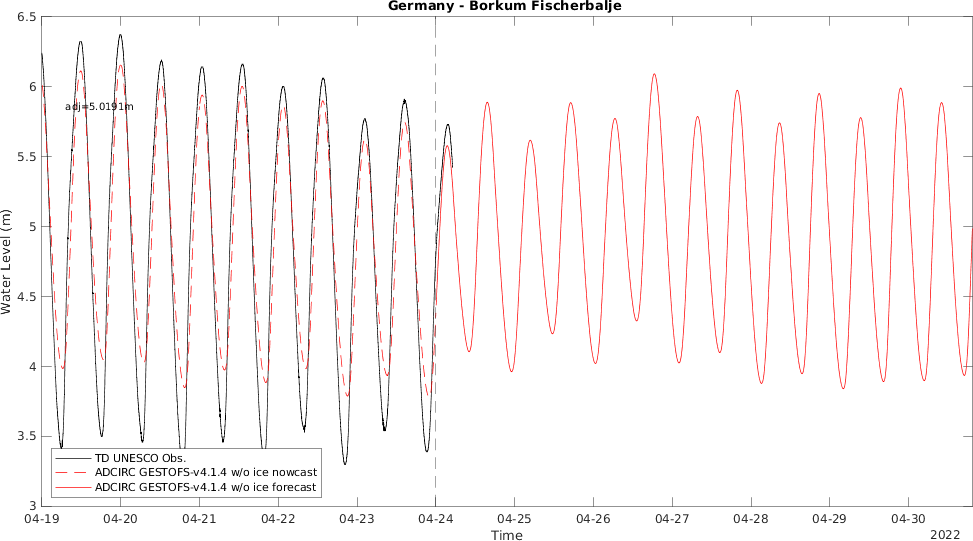 Germany - Borkum Fischerbalje
6.5
6
adj=5.0191m
5.5
5
4.5
4
3.5
3
Water Level (m)
TD UNESCO Obs.
ADCIRC GESTOFS-v4.1.4 w/o ice nowcast
ADCIRC GESTOFS-v4.1.4 w/o ice forecast
04-19 04-20 04-21 04-22 04-23 04-24 04-25 04-26 04-27 04-28 04-29 04-30
Time
2022